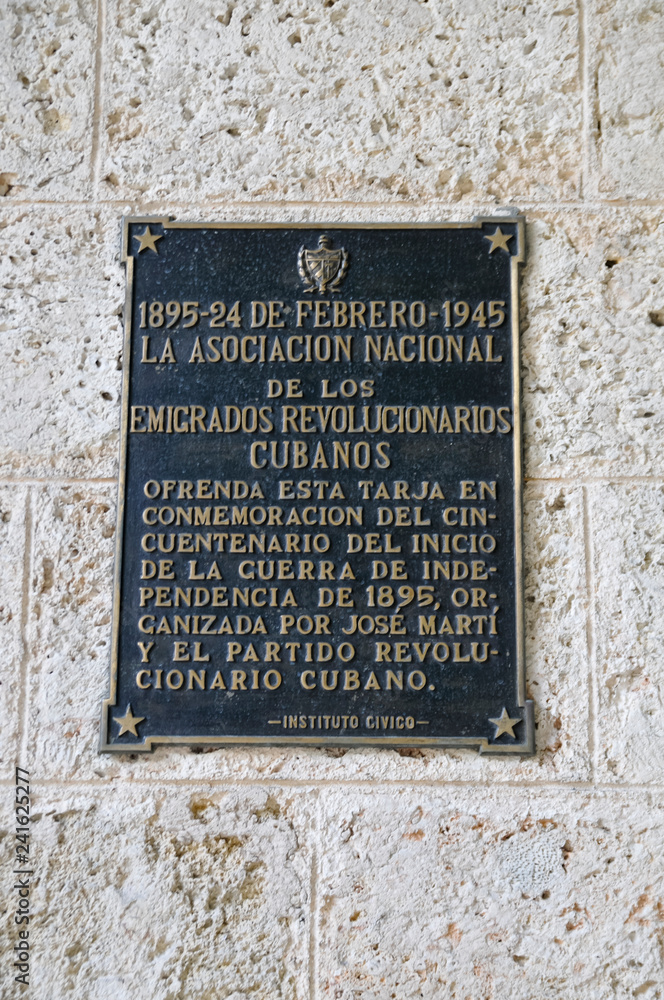 1895-24 DE FEBRERO-1945
LA ASOCIACION NACIONAL
DE LOS
EMIGRADOS REVOLUCIONARIOS
CUBANOS
OFRENDA ESTA TARJA EN
CONMEMORACION DEL CIN-
CUENTENARIO DEL INICIO
DE LA GUERRA DE INDE-
PENDENCIA DE 1895, OR-
GANIZADA POR JOSÉ MARTÍ
Y EL PARTIDO REVOLU-
CIONARIO CUBANO.
—INSTITUTO CIVICO—
Adobe Stock | #241625277